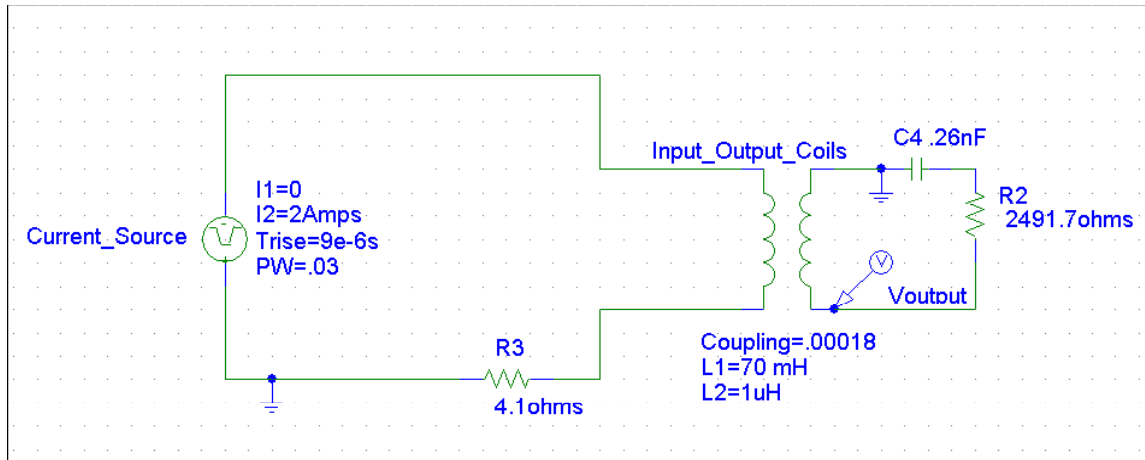 C4 .26nF
Input_Output_Coils
I1=0
I2=2Amps
Trise=9e-6s
PW=.03
Current_Source
R2
2491.7ohms
V
Voutput
R3
4.1ohms
Coupling=.00018
L1=70 mH
L2=1uH